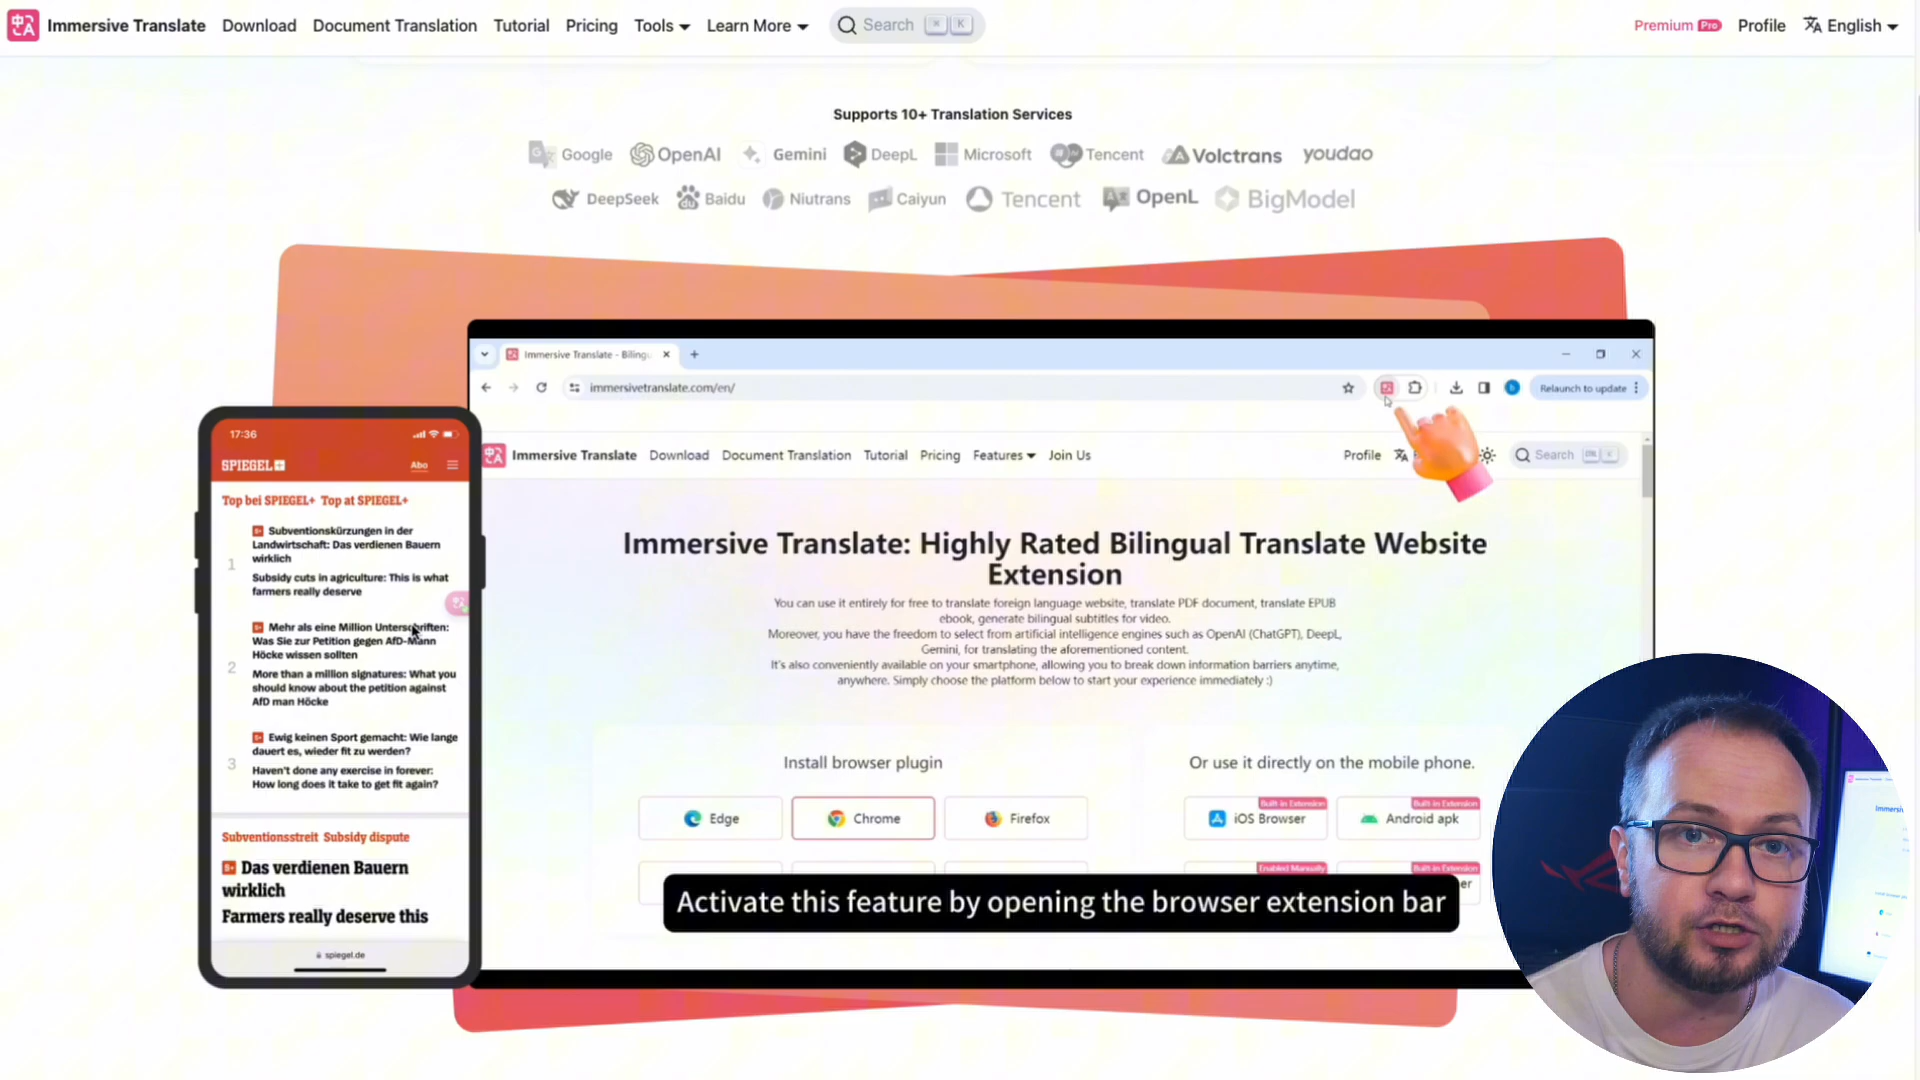 Immersive Translate Download Document Translation Tutorial Pricing Tools Learn More Search K Premium Pro Profile English
Supports 10+ Translation Services
Google OpenAI Gemini DeepL Microsoft Tencent Volctrans youdao
DeepSeek Baidu Niutrans Caiyun Tencent OpenL BigModel
Immersive Translate - Bilingu
immersivetranslate.com/en/
Relaunch to update
Immersive Translate Download Document Translation Tutorial Pricing Features Join Us Profile Search
Immersive Translate: Highly Rated Bilingual Translate Website
Extension
You can use it entirely for free to translate foreign language website, translate PDF document, translate EPUB
ebook, generate bilingual subtitles for video.
Moreover, you have the freedom to select from artificial intelligence engines such as OpenAI (ChatGPT), DeepL,
Gemini, for translating the aforementioned content.
It's also conveniently available on your smartphone, allowing you to break down information barriers anytime,
anywhere. Simply choose the platform below to start your experience immediately :)
Install browser plugin
Edge
Chrome
Firefox
Or use it directly on the mobile phone.
Built-in Extension
iOS Browser
Built-in Extension
Android apk
Enabled Manually
Built-in Extension
Activate this feature by opening the browser extension bar
17:36
SPIEGEL+
Abo
Top bei SPIEGEL+ Top at SPIEGEL+
1
S+ Subventionskürzungen in der
Landwirtschaft: Das verdienen Bauern
wirklich
Subsidy cuts in agriculture: This is what
farmers really deserve
2
S+ Mehr als eine Million Unterschriften:
Was Sie zur Petition gegen AfD-Mann
Höcke wissen sollten
More than a million signatures: What you
should know about the petition against
AfD man Höcke
3
S+ Ewig keinen Sport gemacht: Wie lange
dauert es, wieder fit zu werden?
Haven't done any exercise in forever:
How long does it take to get fit again?
Subventionsstreit Subsidy dispute
S+ Das verdienen Bauern
wirklich
Farmers really deserve this
spiegel.de